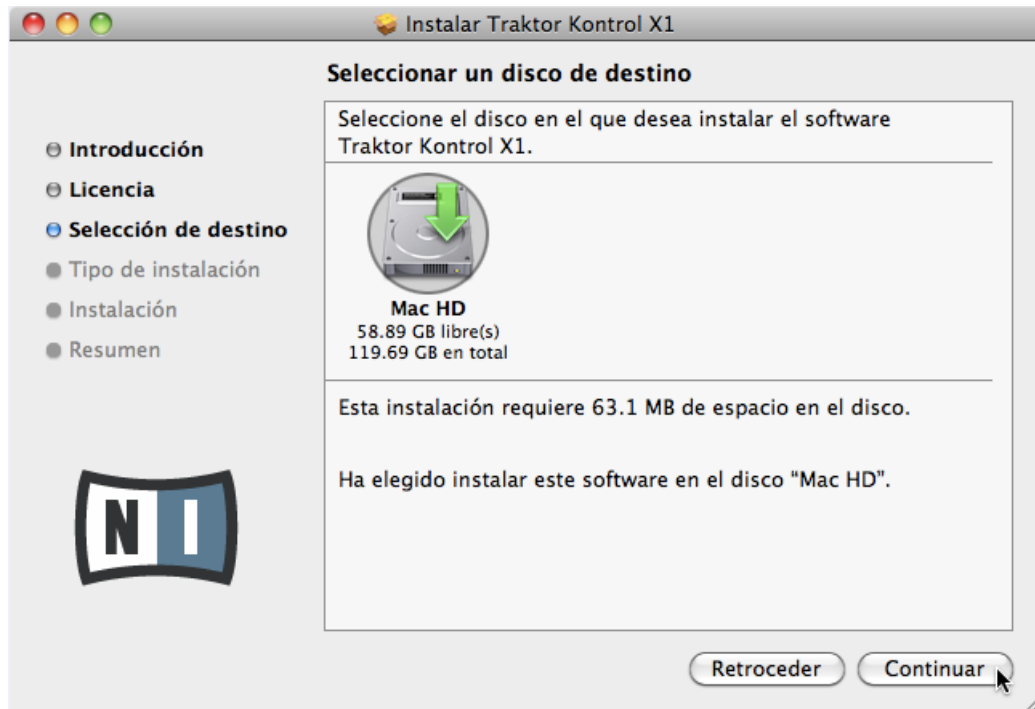 Instalar Traktor Kontrol X1
Seleccionar un disco de destino
Introducción
Licencia
Selección de destino
Tipo de instalación
Instalación
Resumen
Seleccione el disco en el que desea instalar el software
Traktor Kontrol X1.
Mac HD
58.89 GB libre(s)
119.69 GB en total
Esta instalación requiere 63.1 MB de espacio en el disco.
Ha elegido instalar este software en el disco “Mac HD”.
NI
Retroceder
Continuar